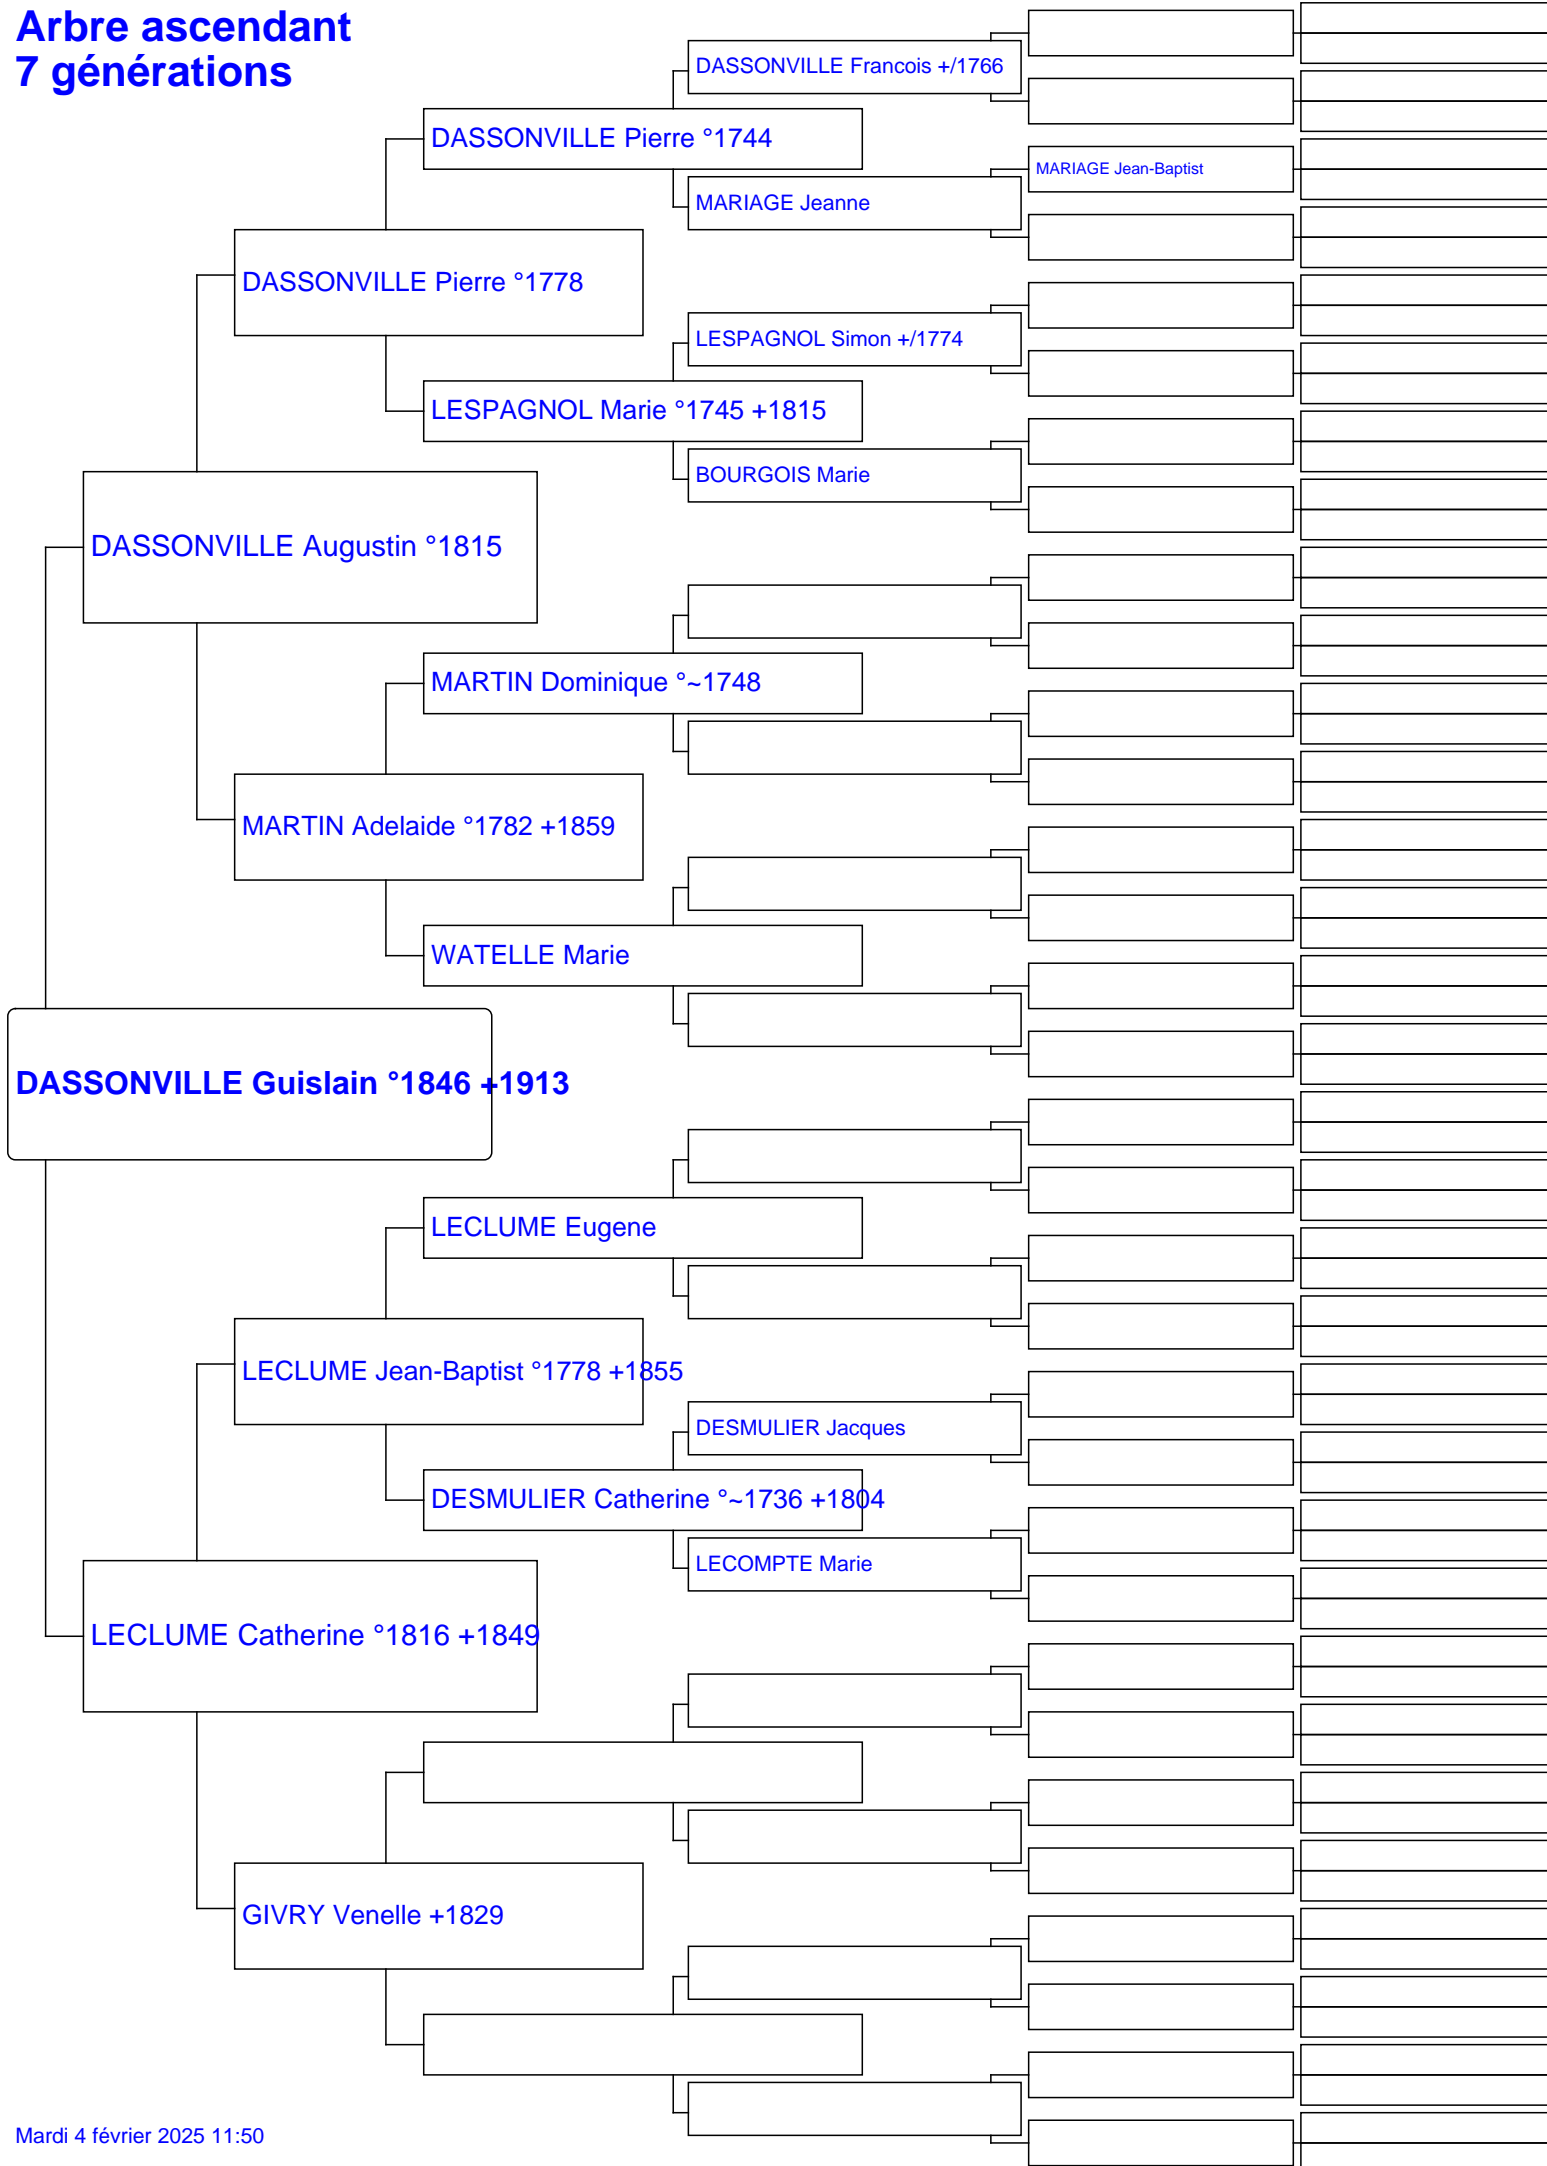 Arbre ascendant
7 générations
DASSONVILLE Francois +/1766
DASSONVILLE Pierre °1744
MARIAGE Jean-Baptist
MARIAGE Jeanne
DASSONVILLE Pierre °1778
LESPAGNOL Simon +/1774
LESPAGNOL Marie °1745 +1815
BOURGOIS Marie
DASSONVILLE Augustin °1815
MARTIN Dominique °~1748
MARTIN Adelaide °1782 +1859
WATELLE Marie
DASSONVILLE Guislain °1846 +1913
LECLUME Eugene
LECLUME Jean-Baptist °1778 +1855
DESMULIER Jacques
DESMULIER Catherine °~1736 +1804
LECOMPTE Marie
LECLUME Catherine °1816 +1849
GIVRY Venelle +1829
Mardi 4 février 2025 11:50